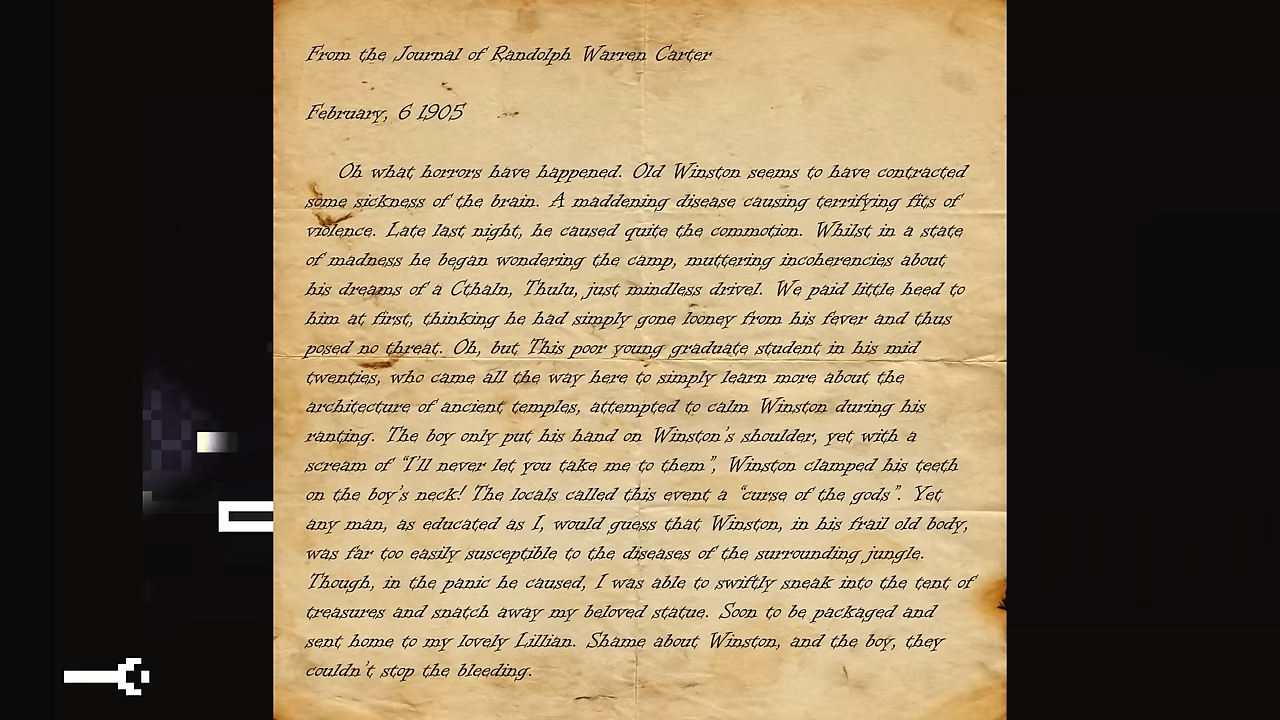 From the Journal of Randolph Warren Carter
February, 6 1905
Oh what horrors have happened. Old Winston seems to have contracted
some sickness of the brain. A maddening disease causing terrifying fits of
violence. Late last night, he caused quite the commotion. Whilst in a state
of madness he began wondering the camp, muttering incoherencies about
his dreams of a Cthaln, Thulu, just mindless drivel. We paid little heed to
him at first, thinking he had simply gone looney from his fever and thus
posed no threat. Oh, but This poor young graduate student in his mid
twenties, who came all the way here to simply learn more about the
architecture of ancient temples, attempted to calm Winston during his
ranting. The boy only put his hand on Winston's shoulder, yet with a
scream of "I'll never let you take me to them", Winston clamped his teeth
on the boy's neck! The locals called this event a "curse of the gods". Yet
any man, as educated as I, would guess that Winston, in his frail old body,
was far too easily susceptible to the diseases of the surrounding jungle.
Though, in the panic he caused, I was able to swiftly sneak into the tent of
treasures and snatch away my beloved statue. Soon to be packaged and
sent home to my lovely Lillian. Shame about Winston, and the boy, they
couldn't stop the bleeding.